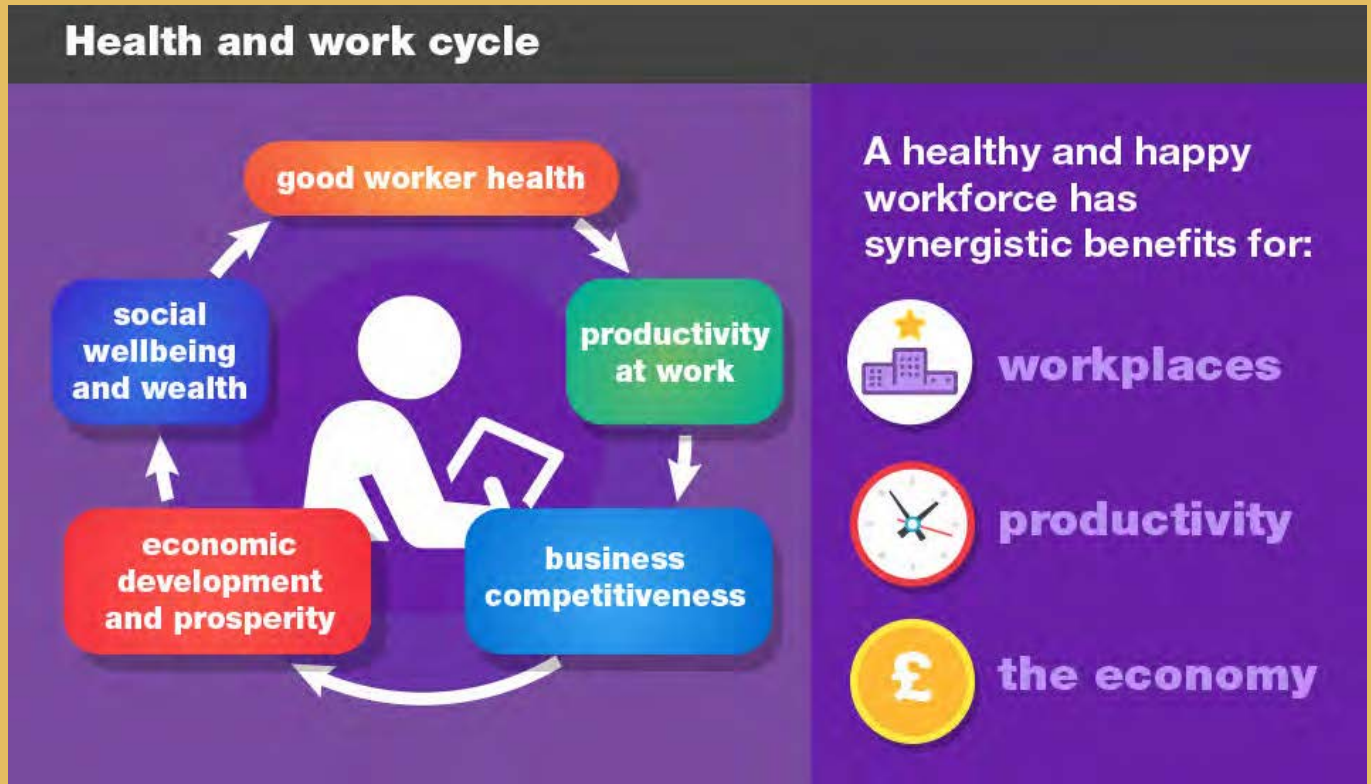 Health and work cycle
good worker health
productivity
at work
business
competitiveness
economic
development
and prosperity
social
wellbeing
and wealth
A healthy and happy
workforce has
synergistic benefits for:
workplaces
productivity
£
the economy